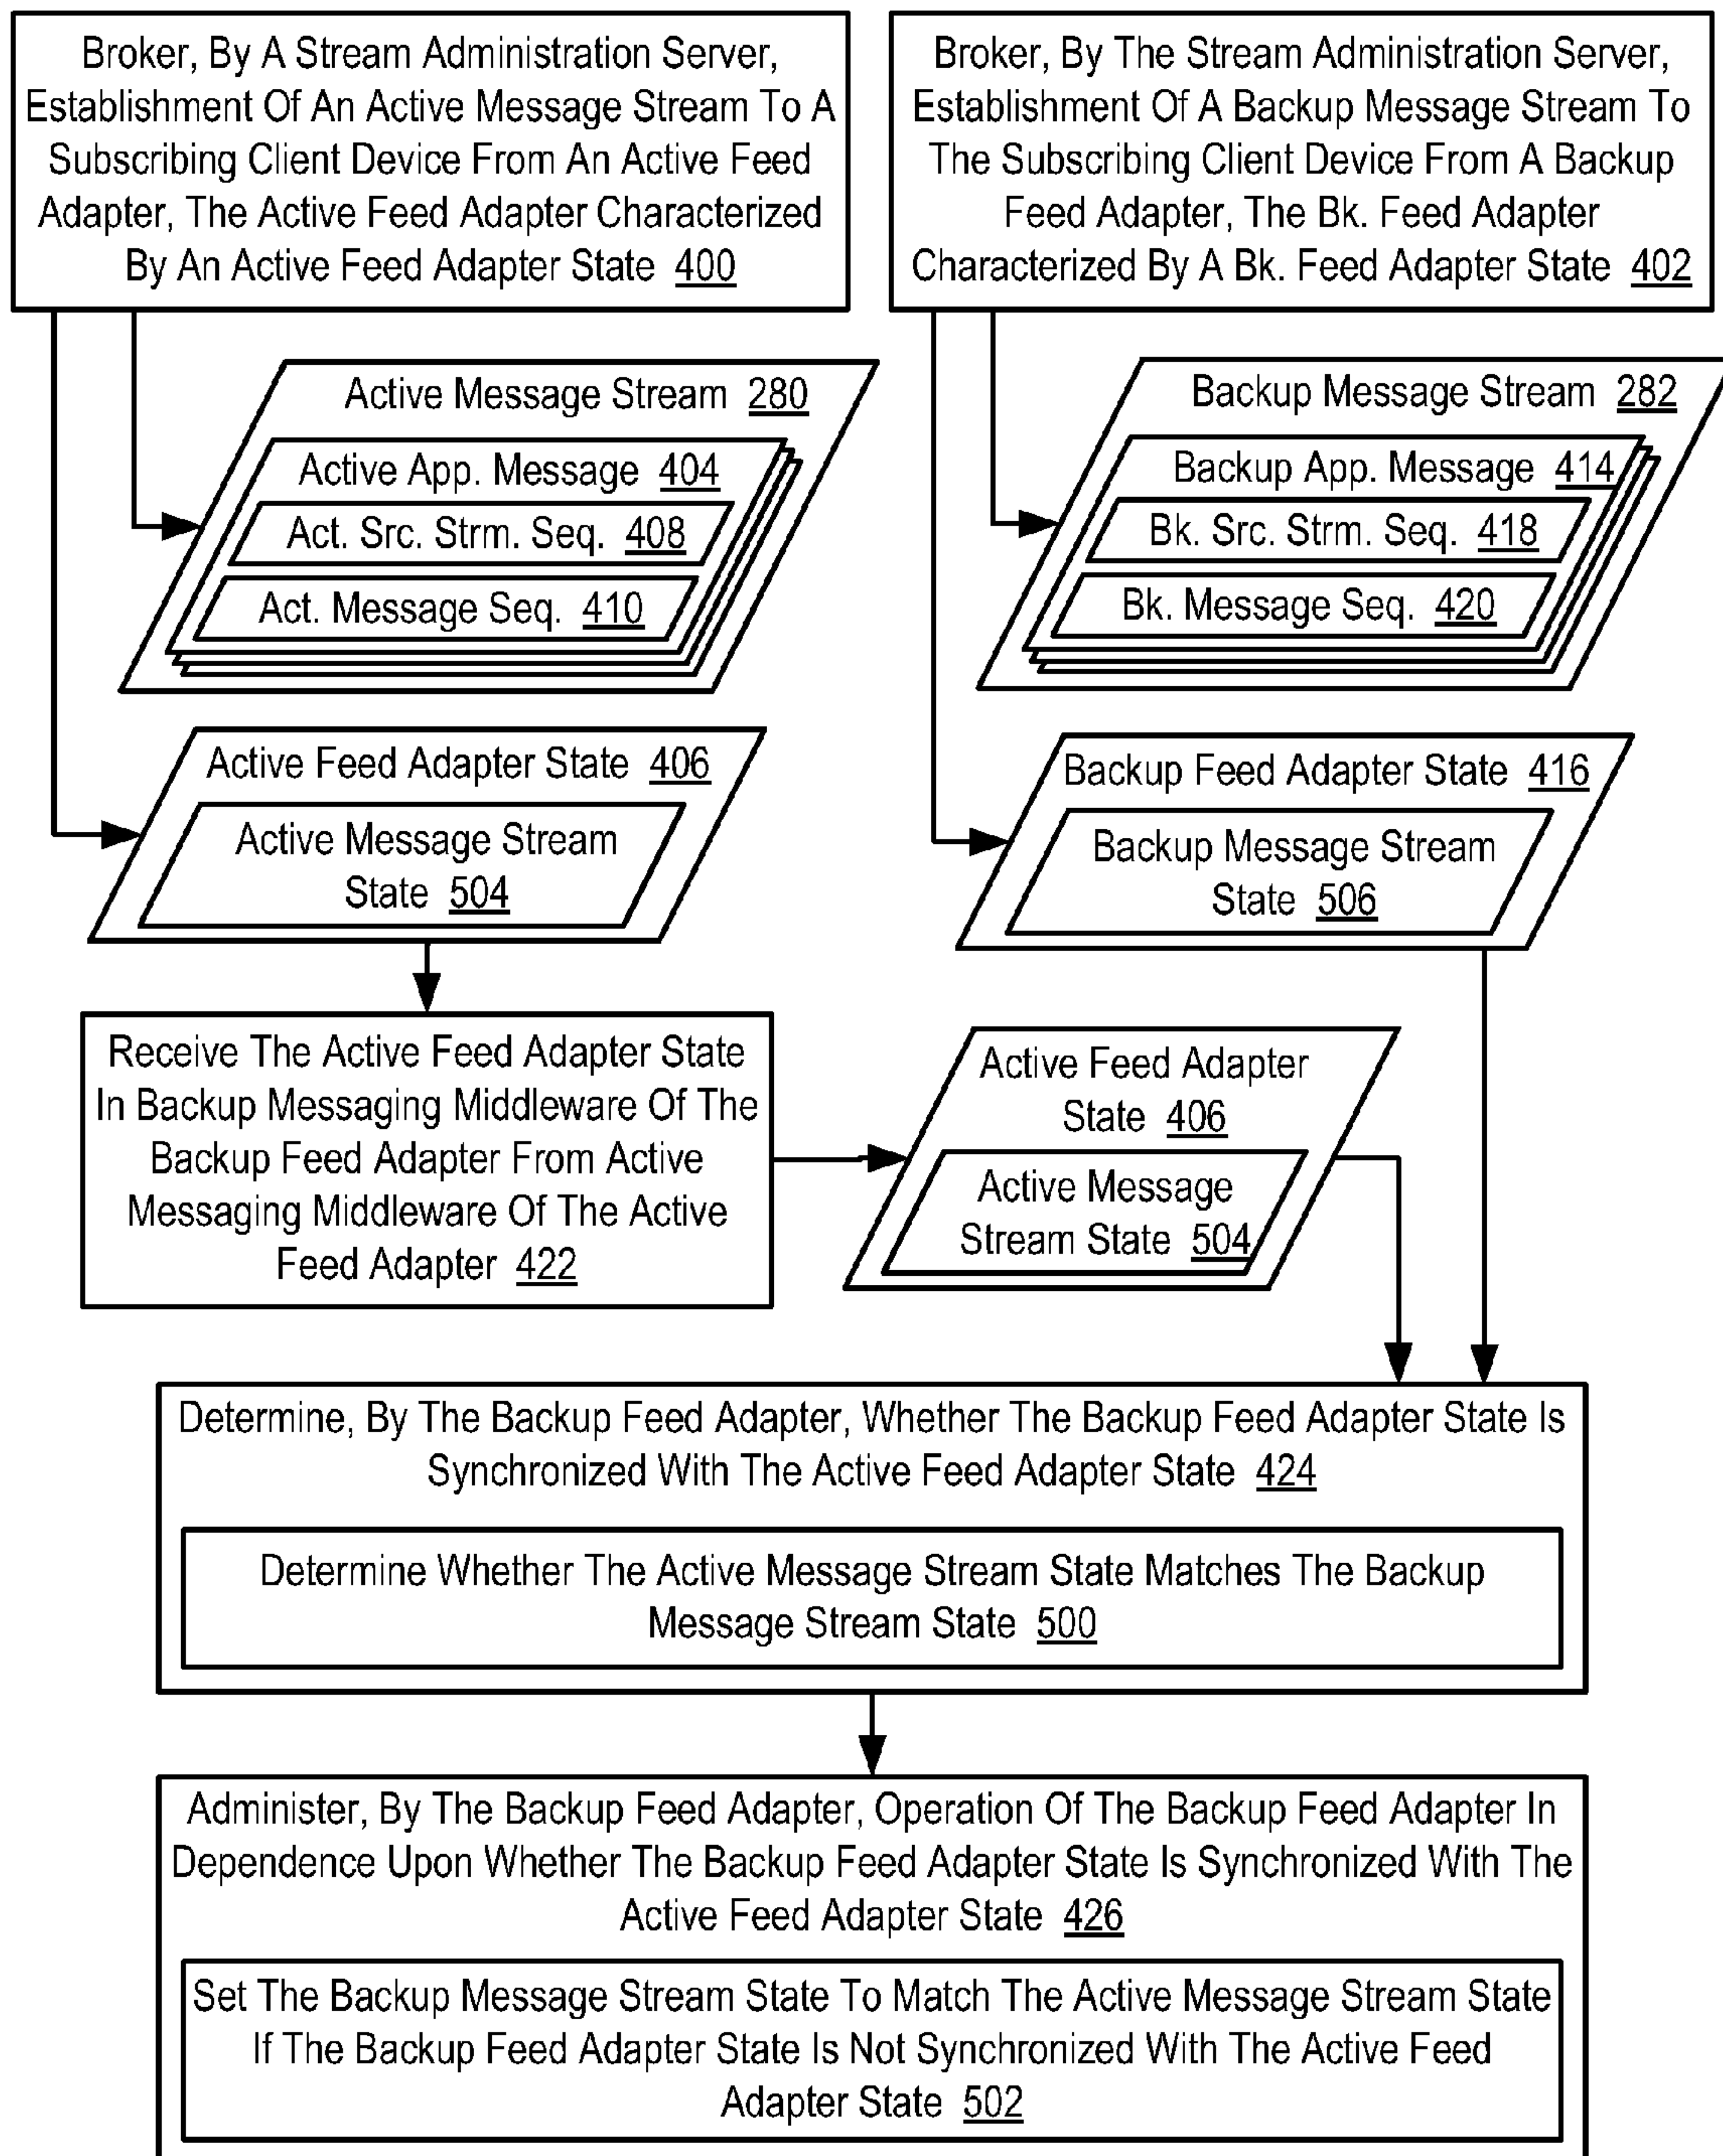 Broker, By A Stream Administration Server,
Establishment Of An Active Message Stream To A
Subscribing Client Device From An Active Feed
Adapter, The Active Feed Adapter Characterized
By An Active Feed Adapter State 400
Broker, By The Stream Administration Server,
Establishment Of A Backup Message Stream To
The Subscribing Client Device From A Backup
Feed Adapter, The Bk. Feed Adapter
Characterized By A Bk. Feed Adapter State 402
Active Message Stream 280
Active App. Message 404
Act. Src. Strm. Seq. 408
Act. Message Seq. 410
Backup Message Stream 282
Backup App. Message 414
Bk. Src. Strm. Seq. 418
Bk. Message Seq. 420
Active Feed Adapter State 406
Active Message Stream
State 504
Backup Feed Adapter State 416
Backup Message Stream
State 506
Receive The Active Feed Adapter State
In Backup Messaging Middleware Of The
Backup Feed Adapter From Active
Messaging Middleware Of The Active
Feed Adapter 422
Active Feed Adapter
State 406
Active Message
Stream State 504
Determine, By The Backup Feed Adapter, Whether The Backup Feed Adapter State Is
Synchronized With The Active Feed Adapter State 424
Determine Whether The Active Message Stream State Matches The Backup
Message Stream State 500
Administer, By The Backup Feed Adapter, Operation Of The Backup Feed Adapter In
Dependence Upon Whether The Backup Feed Adapter State Is Synchronized With The
Active Feed Adapter State 426
Set The Backup Message Stream State To Match The Active Message Stream State
If The Backup Feed Adapter State Is Not Synchronized With The Active Feed
Adapter State 502